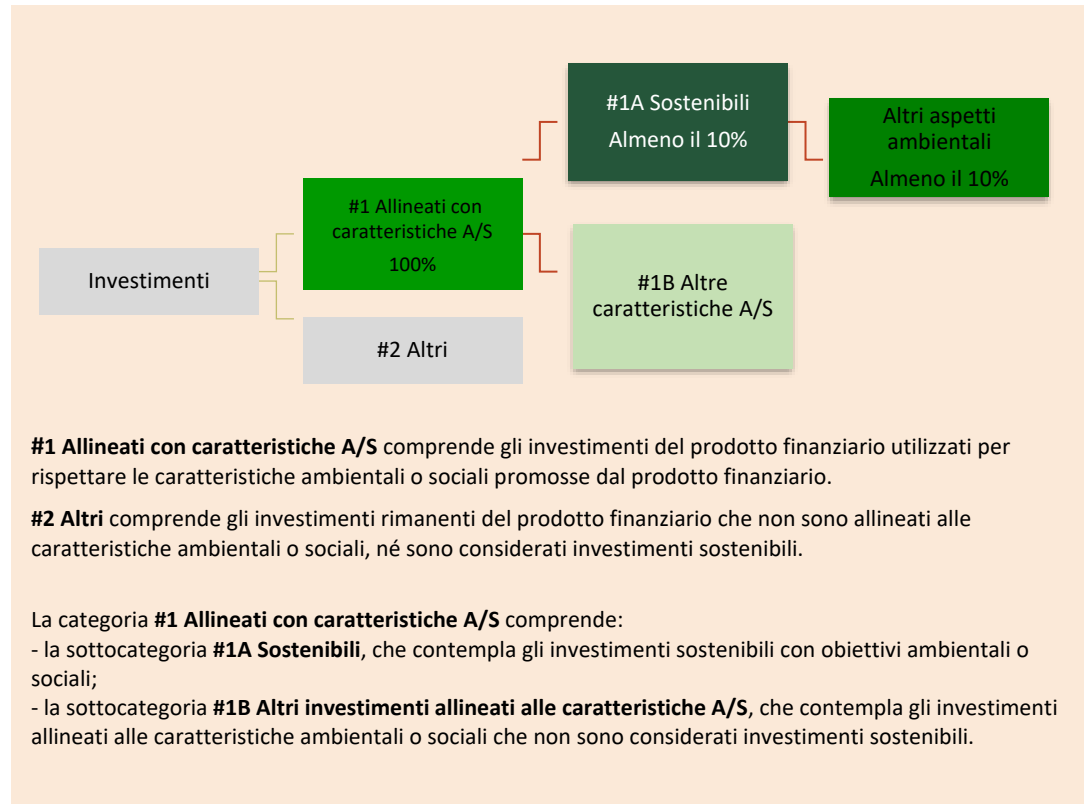 #1A Sostenibili
Almeno il 10%
Altri aspetti
ambientali
Almeno il 10%
#1 Allineati con
caratteristiche A/S
100%
Investimenti
#1B Altre
caratteristiche A/S
#2 Altri
#1 Allineati con caratteristiche A/S comprende gli investimenti del prodotto finanziario utilizzati per
rispettare le caratteristiche ambientali o sociali promosse dal prodotto finanziario.
#2 Altri comprende gli investimenti rimanenti del prodotto finanziario che non sono allineati alle
caratteristiche ambientali o sociali, né sono considerati investimenti sostenibili.
La categoria #1 Allineati con caratteristiche A/S comprende:
- la sottocategoria #1A Sostenibili, che contempla gli investimenti sostenibili con obiettivi ambientali o
sociali;
- la sottocategoria #1B Altri investimenti allineati alle caratteristiche A/S, che contempla gli investimenti
allineati alle caratteristiche ambientali o sociali che non sono considerati investimenti sostenibili.